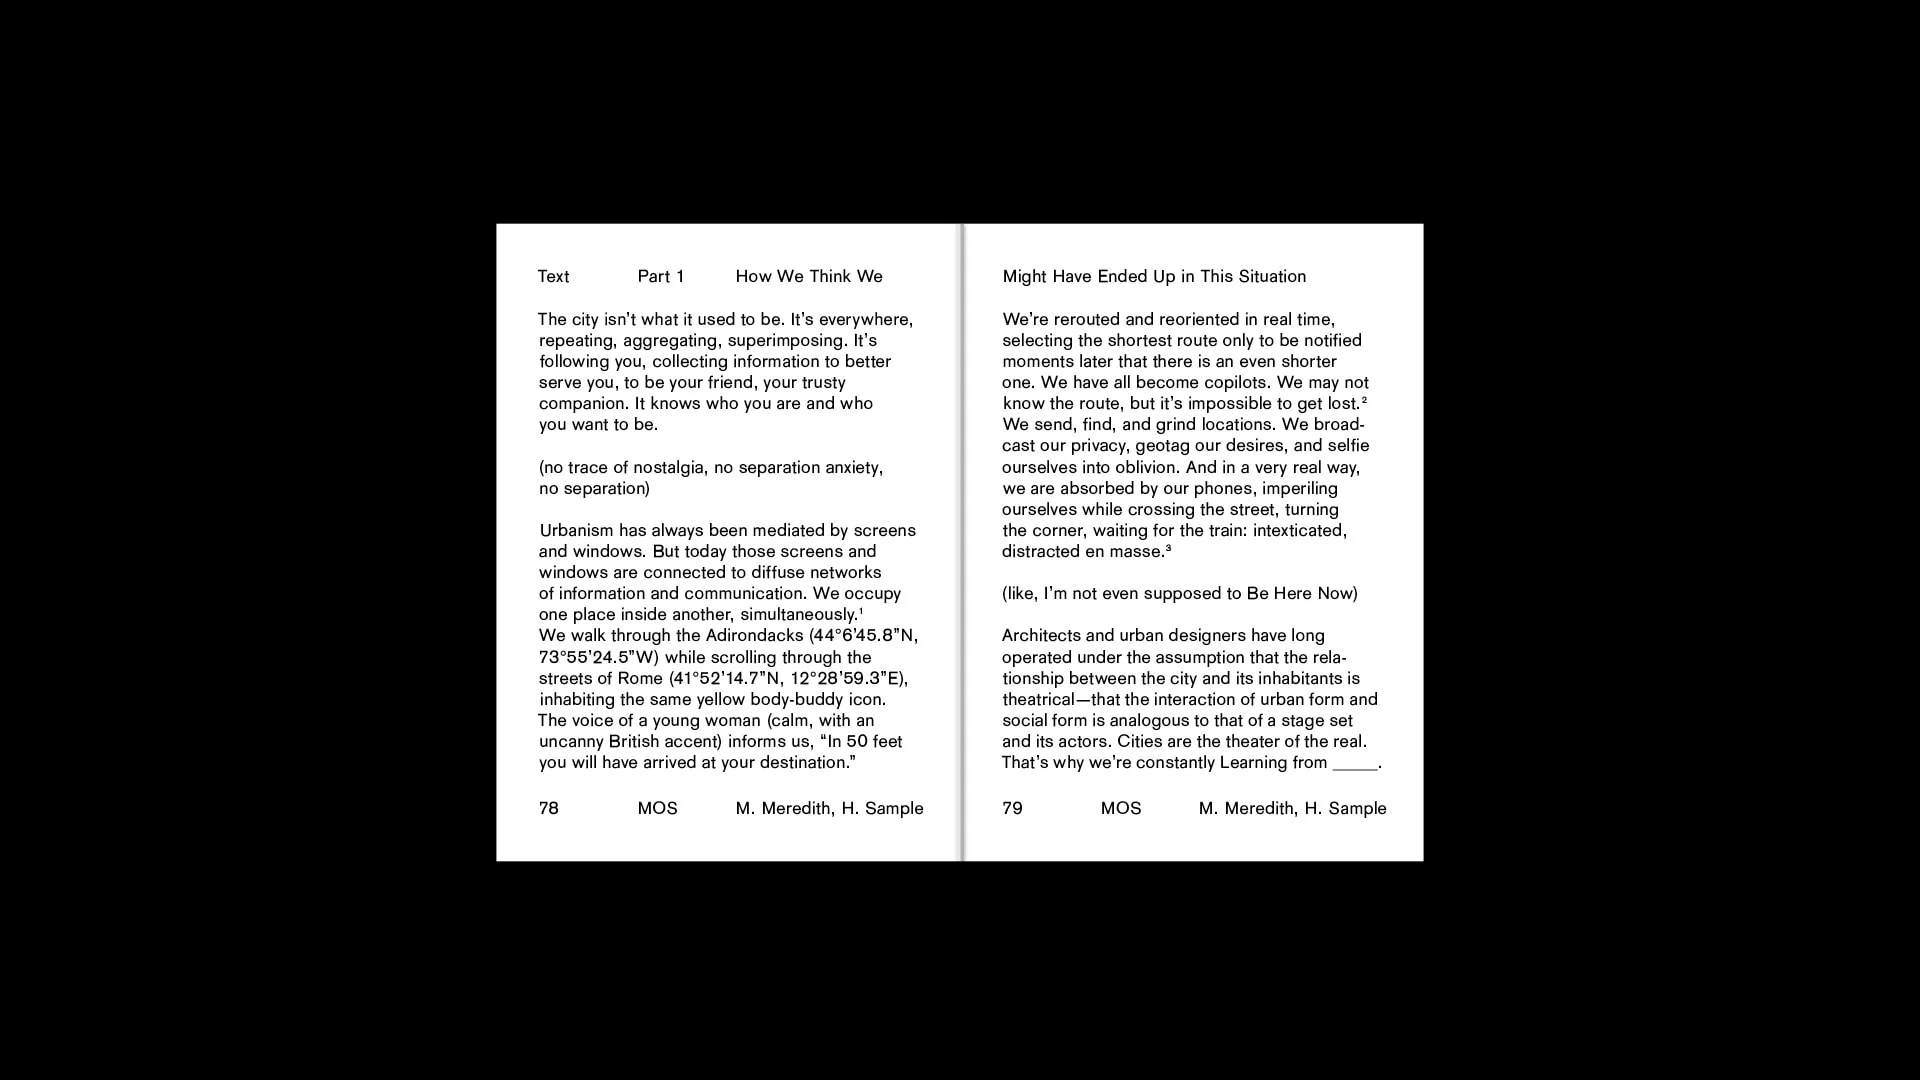 Text Part 1 How We Think We
The city isn’t what it used to be. It’s everywhere,
repeating, aggregating, superimposing. It’s
following you, collecting information to better
serve you, to be your friend, your trusty
companion. It knows who you are and who
you want to be.
(no trace of nostalgia, no separation anxiety,
no separation)
Urbanism has always been mediated by screens
and windows. But today those screens and
windows are connected to diffuse networks
of information and communication. We occupy
one place inside another, simultaneously.¹
We walk through the Adirondacks (44°6’45.8”N,
73°55’24.5”W) while scrolling through the
streets of Rome (41°52’14.7”N, 12°28’59.3”E),
inhabiting the same yellow body-buddy icon.
The voice of a young woman (calm, with an
uncanny British accent) informs us, “In 50 feet
you will have arrived at your destination.”
78 MOS M. Meredith, H. Sample
Might Have Ended Up in This Situation
We’re rerouted and reoriented in real time,
selecting the shortest route only to be notified
moments later that there is an even shorter
one. We have all become copilots. We may not
know the route, but it’s impossible to get lost.²
We send, find, and grind locations. We broad-
cast our privacy, geotag our desires, and selfie
ourselves into oblivion. And in a very real way,
we are absorbed by our phones, imperiling
ourselves while crossing the street, turning
the corner, waiting for the train: intexticated,
distracted en masse.³
(like, I’m not even supposed to Be Here Now)
Architects and urban designers have long
operated under the assumption that the rela-
tionship between the city and its inhabitants is
theatrical—that the interaction of urban form and
social form is analogous to that of a stage set
and its actors. Cities are the theater of the real.
That’s why we’re constantly Learning from _____.
79 MOS M. Meredith, H. Sample